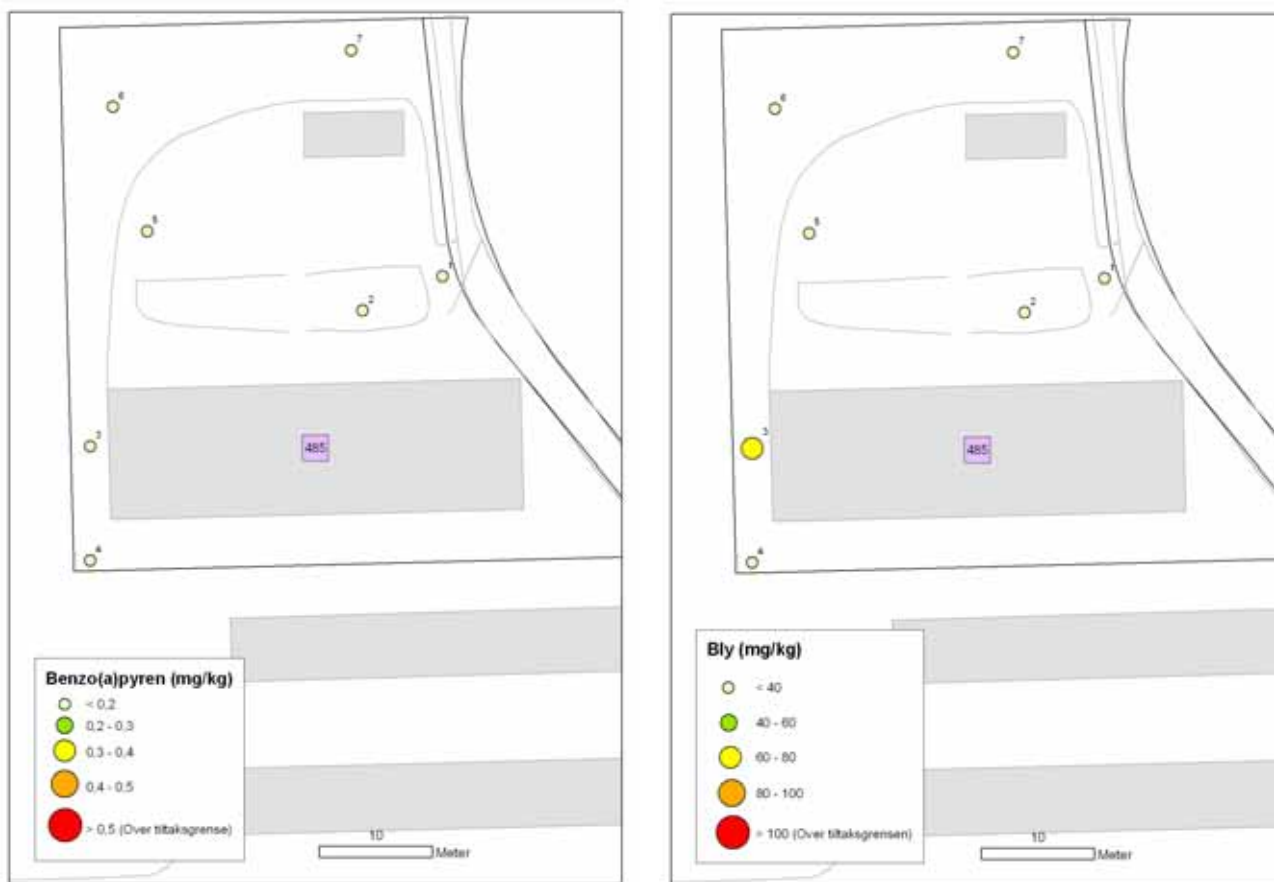 7
6
5
1
2
3
485
4
Benzo(a)pyren (mg/kg)
< 0,2
0,2 - 0,3
0,3 - 0,4
0,4 - 0,5
> 0,5 (Over tiltaksgrense)
10
Meter
7
6
5
1
2
3
485
4
Bly (mg/kg)
< 40
40 - 60
60 - 80
80 - 100
> 100 (Over tiltaksgrensen)
10
Meter